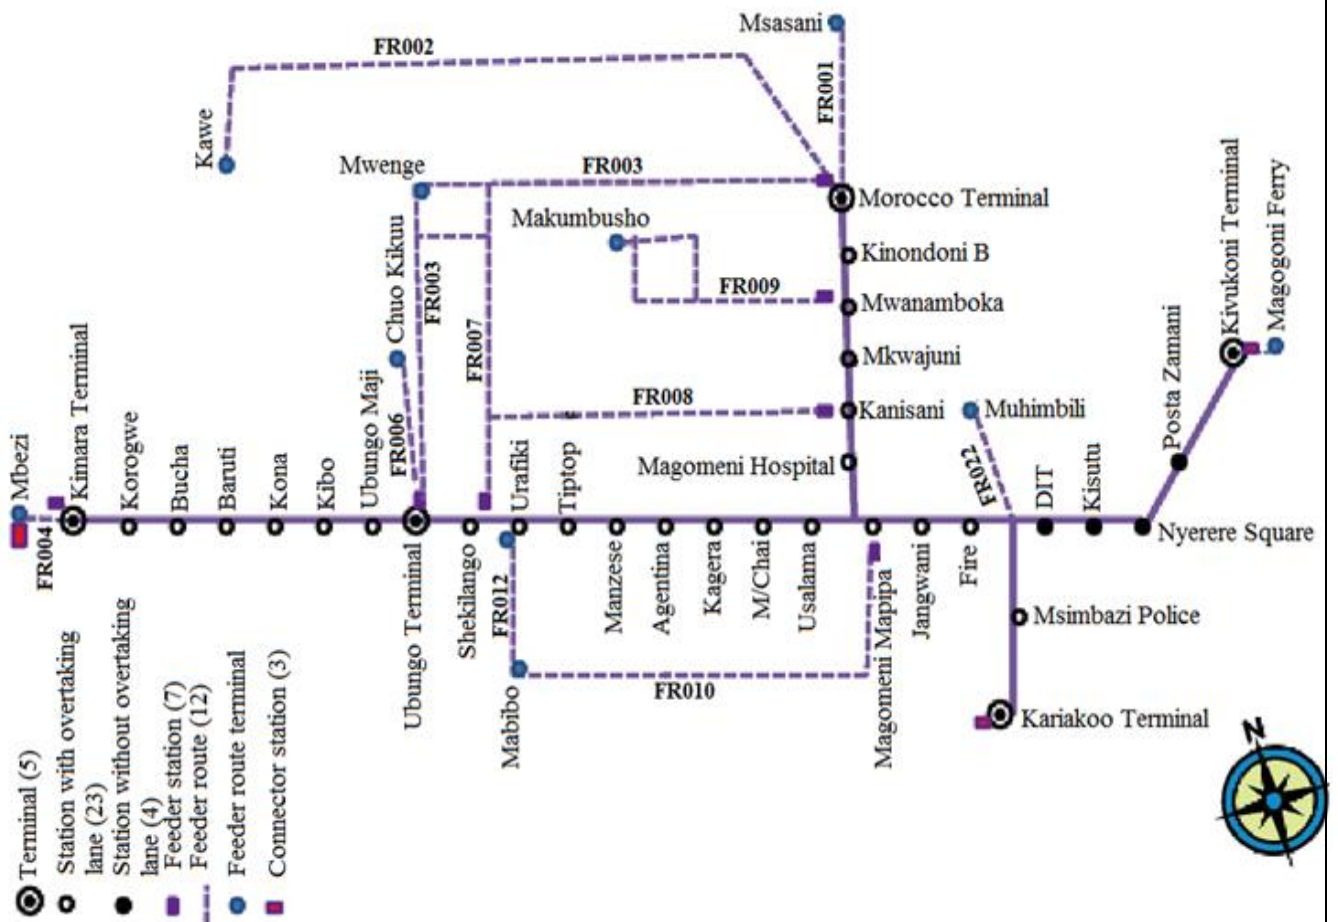 Msasani
FR002
FR001
Kawe
Mwenge
FR003
Morocco Terminal
Makumbusho
Kinondoni B
Chuo Kikuu
FR003
FR009
Mwanamboka
Kivukoni Terminal
Magogoni Ferry
FR007
Mkwajuni
Posta Zamani
Ubungo Maji
FR006
FR008
Kanisani
Muhimbili
Mbezi
Kimara Terminal
Korogwe
Bucha
Baruti
Kona
Kibo
Urafiki
Tiptop
Magomeni Hospital
FR022
DIT
Kisutu
Nyerere Square
FR004
Ubungo Terminal
Shekilango
FR012
Manzese
Agentina
Kagera
M/Chai
Usalama
Magomeni Mapipa
Jangwani
Fire
Msimbazi Police
Mabibo
FR010
Kariakoo Terminal
N
Terminal (5)
Station with overtaking
lane (23)
Station without overtaking
lane (4)
Feeder station (7)
Feeder route (12)
Feeder route terminal
Connector station (3)